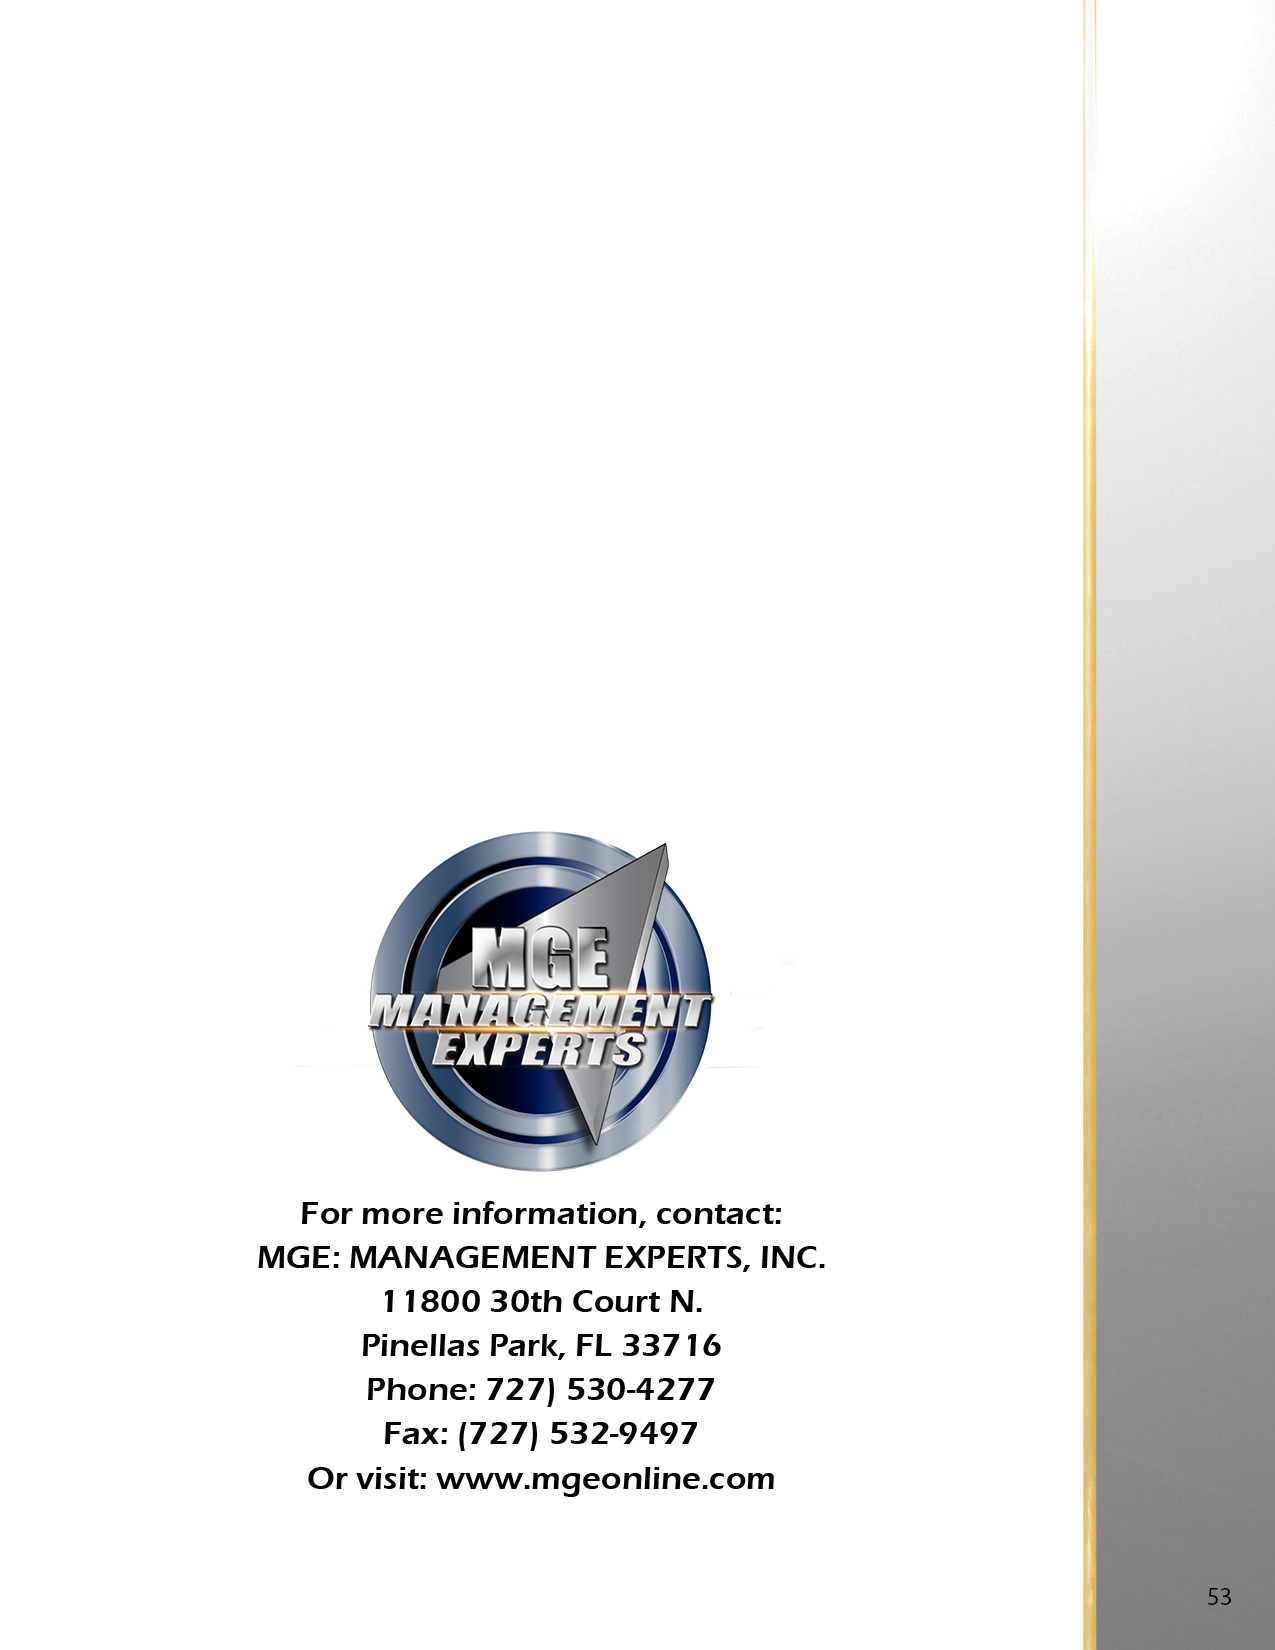 MGE
MANAGEMENT
EXPERTS
For more information, contact:
MGE: MANAGEMENT EXPERTS, INC.
11800 30th Court N.
Pinellas Park, FL 33716
Phone: 727) 530-4277
Fax: (727) 532-9497
Or visit: www.mgeonline.com
53